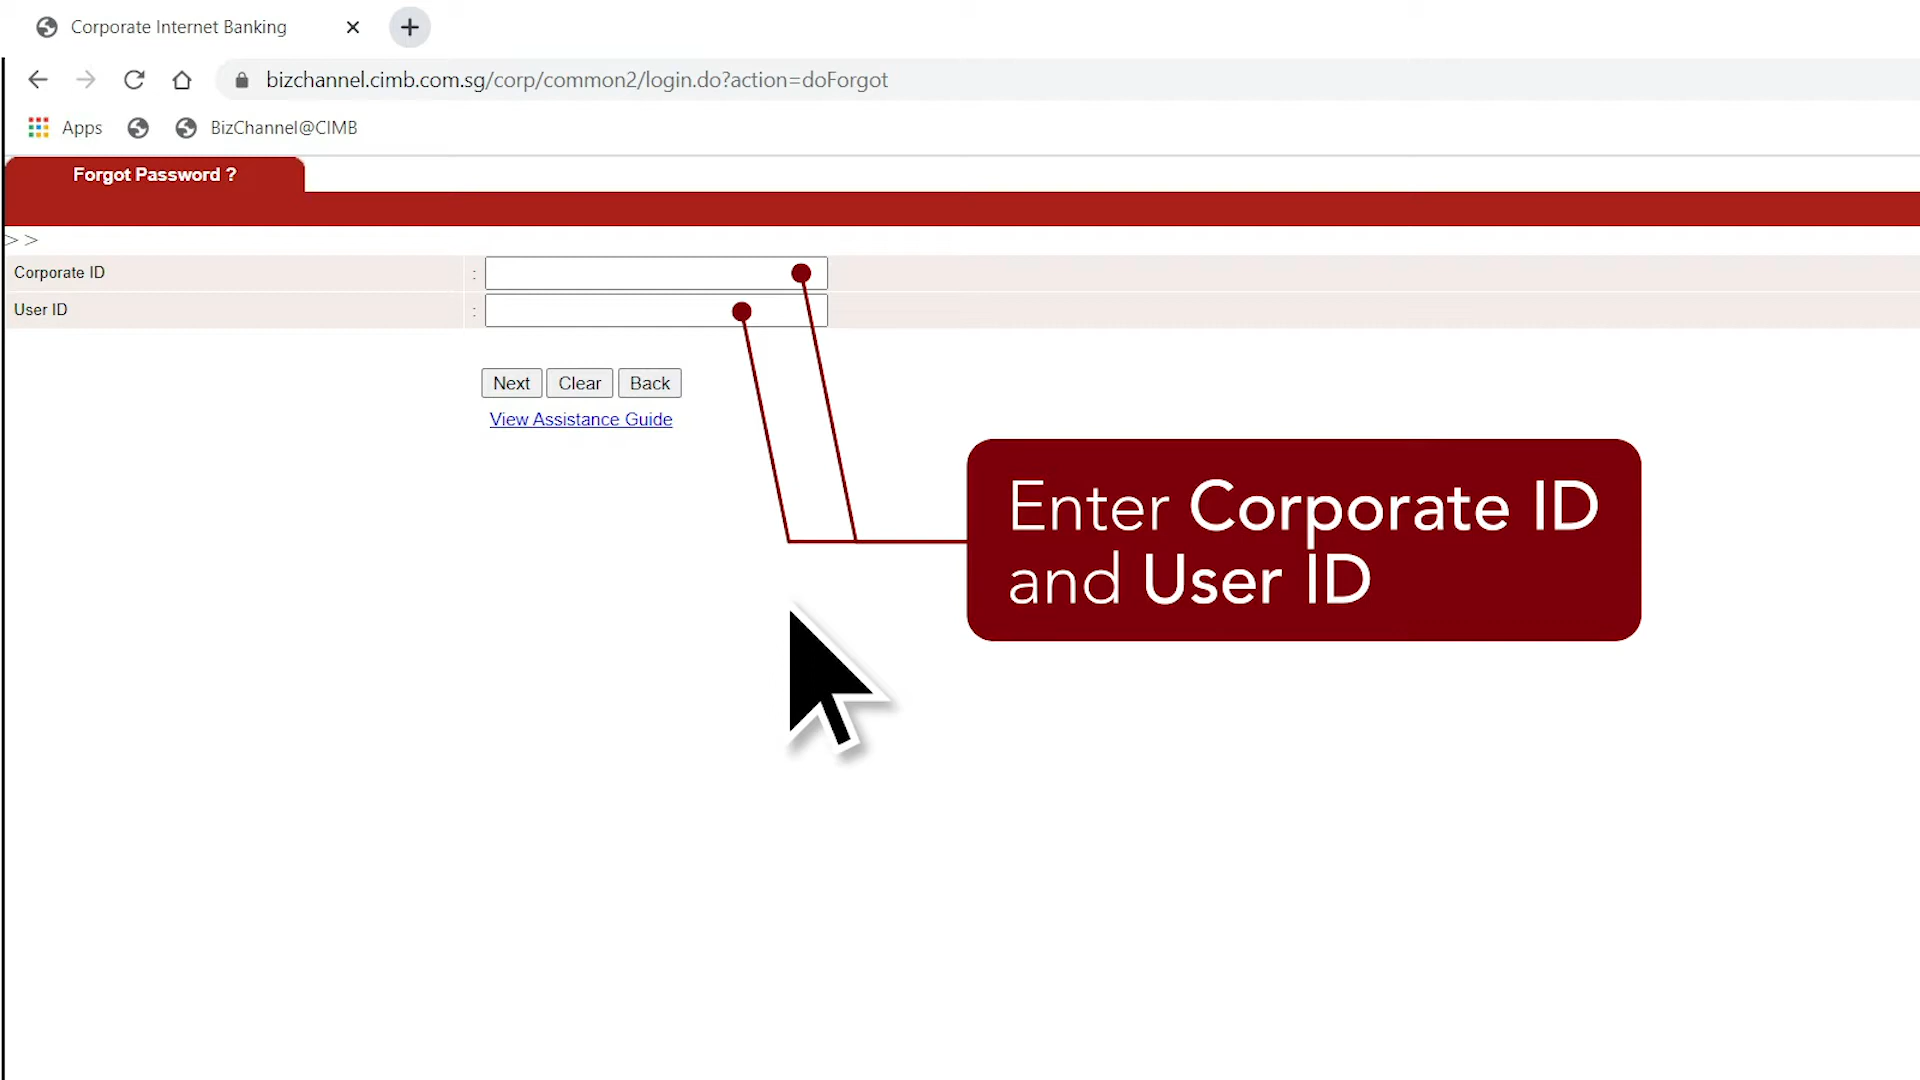 Corporate Internet Banking
bizchannel.cimb.com.sg/corp/common2/login.do?action=doForgot
Apps BizChannel@CIMB
Forgot Password ?
> >
Corporate ID :
User ID :
Next Clear Back
View Assistance Guide
Enter Corporate ID
and User ID